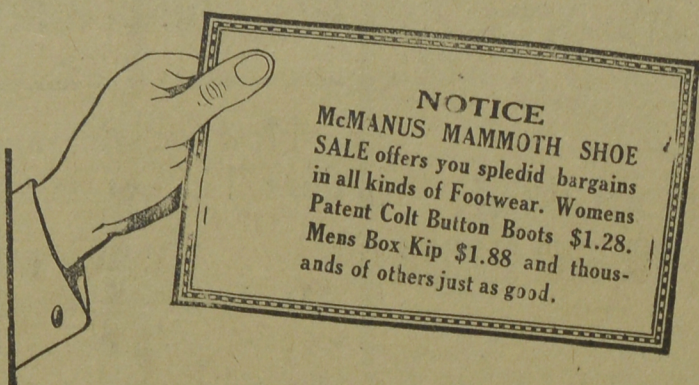 NOTICE
McMANUS MAMMOTH SHOE
SALE offers you spledid bargains
in all kinds of Footwear. Womens
Patent Colt Button Boots $1.28.
Mens Box Kip $1.88 and thous-
ands of others just as good.